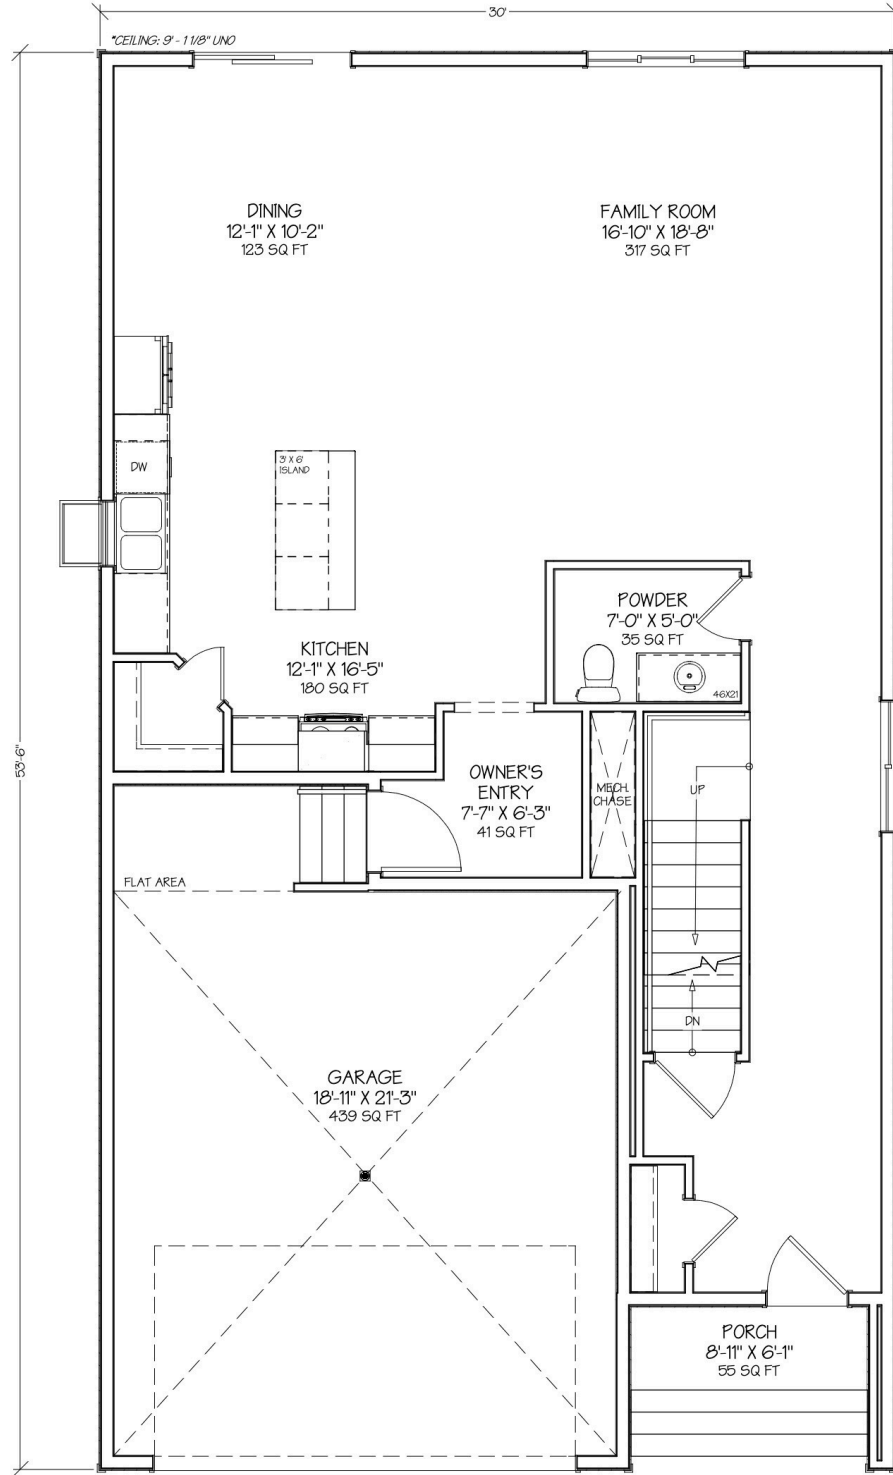 30'
*CEILING: 9' - 1 1/8" UNO
DINING
12'-1" X 10'-2"
123 SQ FT
FAMILY ROOM
16'-10" X 18'-8"
317 SQ FT
DW
3' X 6'
ISLAND
POWDER
7'-0" X 5'-0"
35 SQ FT
46X21
KITCHEN
12'-1" X 16'-5"
180 SQ FT
53'-6"
OWNER'S
ENTRY
7'-7" X 6'-3"
41 SQ FT
MECH.
CHASE
UP
FLAT AREA
DN
GARAGE
18'-11" X 21'-3"
439 SQ FT
PORCH
8'-11" X 6'-1"
55 SQ FT